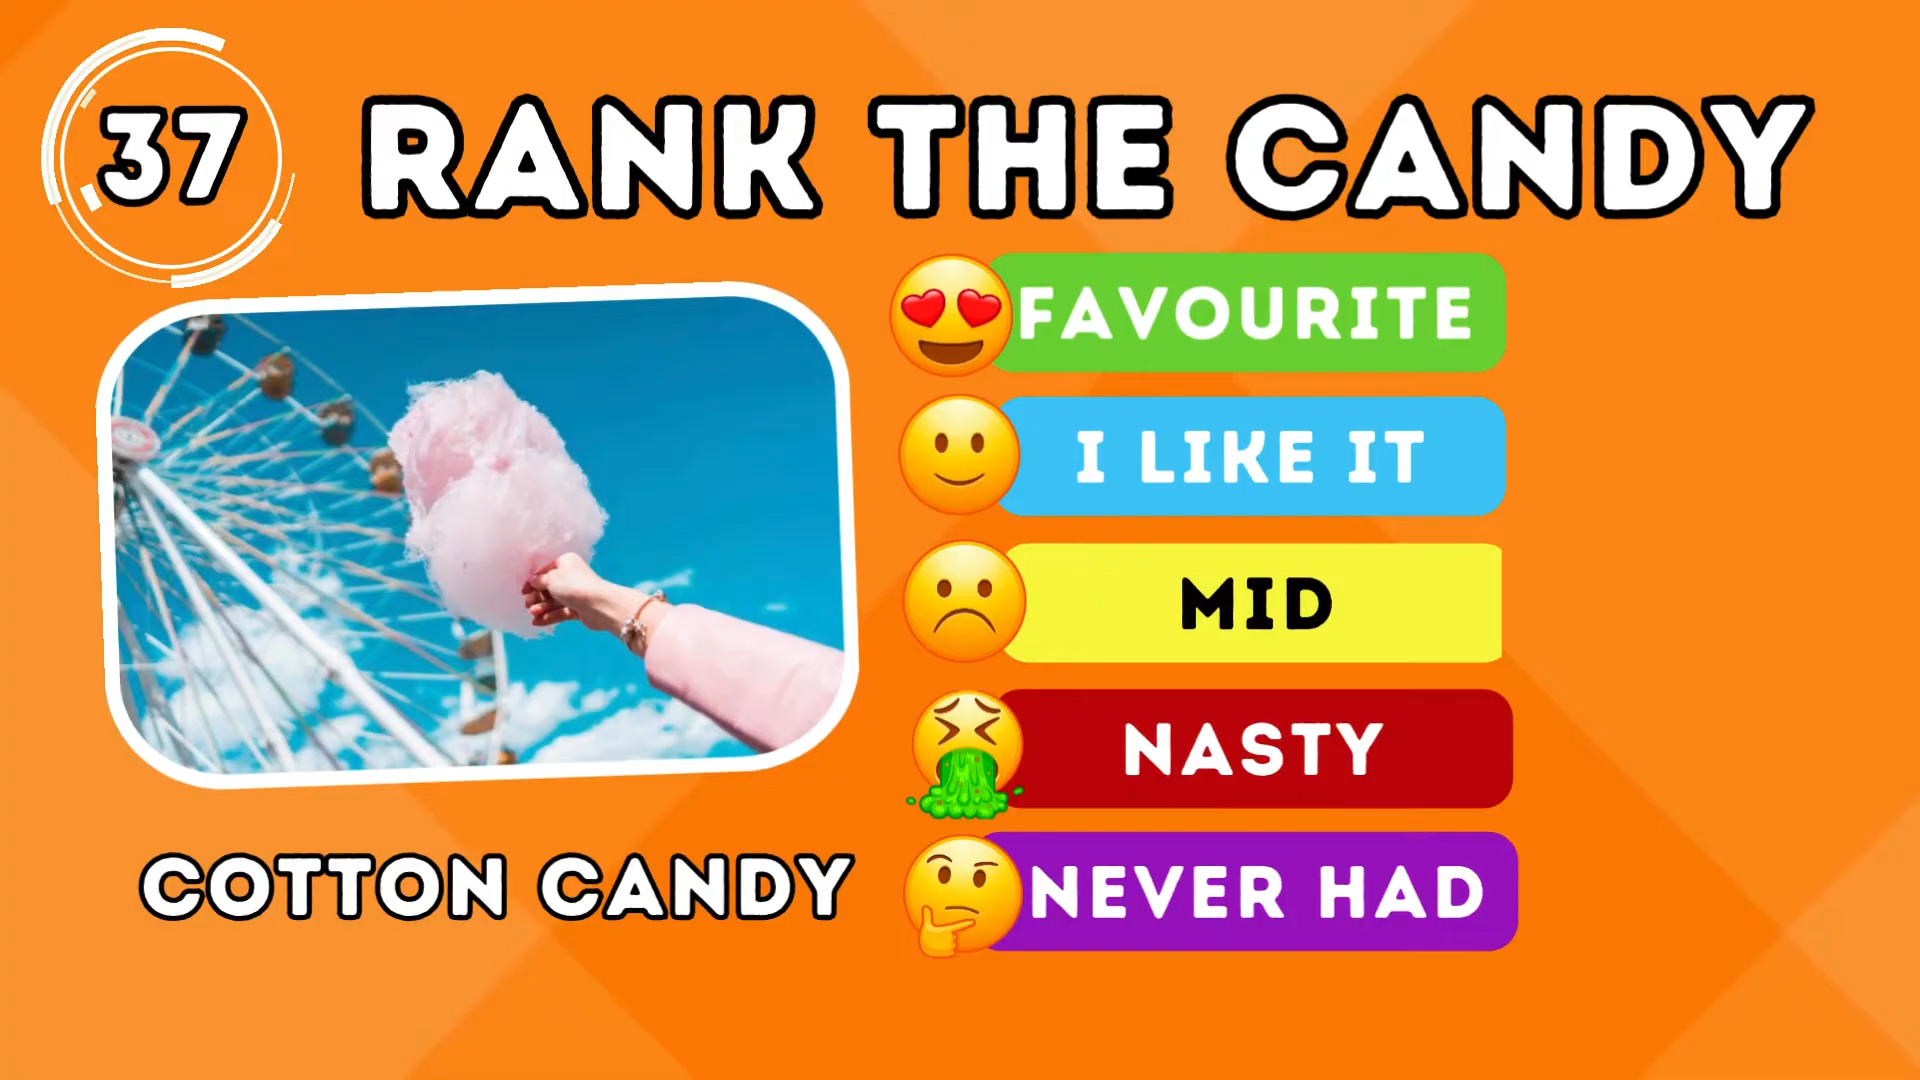 37
RANK THE CANDY
FAVOURITE
I LIKE IT
MID
NASTY
NEVER HAD
COTTON CANDY